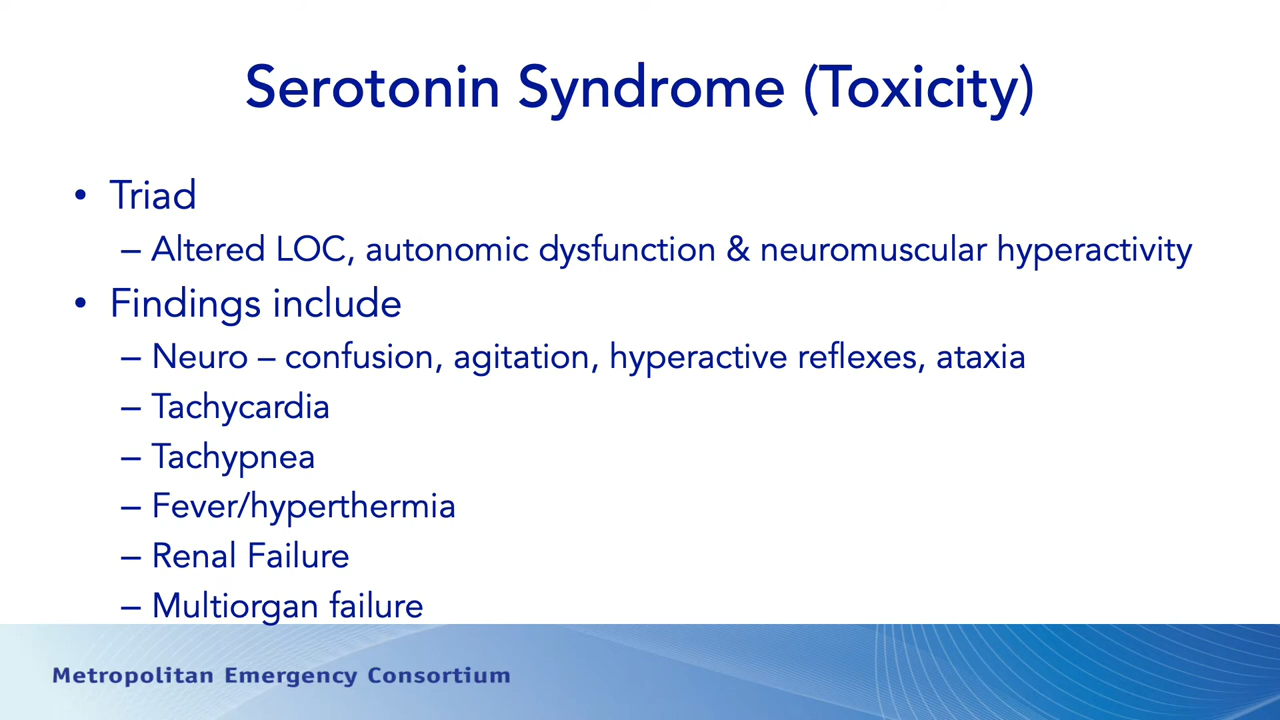 Serotonin Syndrome (Toxicity)
• Triad
– Altered LOC, autonomic dysfunction & neuromuscular hyperactivity
• Findings include
– Neuro – confusion, agitation, hyperactive reflexes, ataxia
– Tachycardia
– Tachypnea
– Fever/hyperthermia
– Renal Failure
– Multiorgan failure
Metropolitan Emergency Consortium